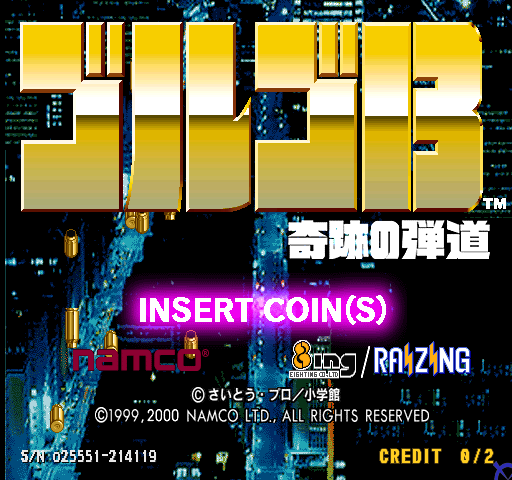 ゴルゴ13
TM
奇跡の弾道
INSERT COIN(S)
namco® 8ing/RAIZING
EIGHTING CO.,LTD
©さいとう・プロ/小学館
©1999,2000 NAMCO LTD., ALL RIGHTS RESERVED.
S/N 025551-214119 CREDIT 0/2